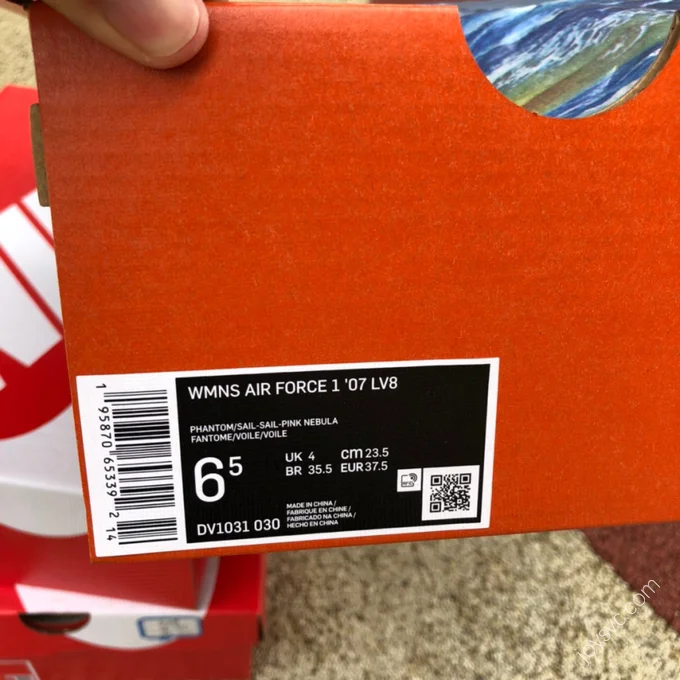 WMNS AIR FORCE 1 '07 LV8
PHANTOM/SAIL-SAIL-PINK NEBULA
FANTOME/VOILE/VOILE
6⁵
UK 4 cm 23.5
BR 35.5 EUR 37.5
DV1031 030
MADE IN CHINA /
FABRIQUE EN CHINE /
FABRICADO NA CHINA /
HECHO EN CHINA
RFID
1 95870 65339 2 14